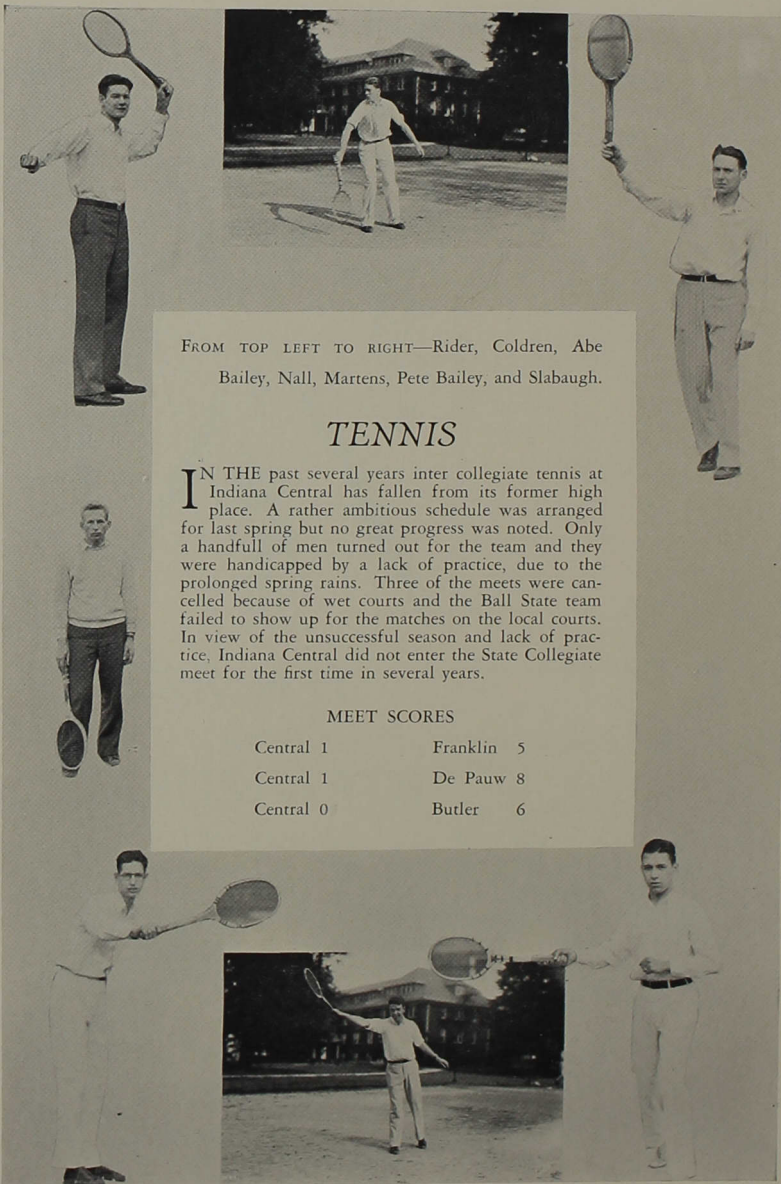 FROM TOP LEFT TO RIGHT—Rider, Coldren, Abe
Bailey, Nall, Martens, Pete Bailey, and Slabaugh.
TENNIS
IN THE past several years inter collegiate tennis at
Indiana Central has fallen from its former high
place. A rather ambitious schedule was arranged
for last spring but no great progress was noted. Only
a handfull of men turned out for the team and they
were handicapped by a lack of practice, due to the
prolonged spring rains. Three of the meets were can-
celled because of wet courts and the Ball State team
failed to show up for the matches on the local courts.
In view of the unsuccessful season and lack of prac-
tice, Indiana Central did not enter the State Collegiate
meet for the first time in several years.
MEET SCORES
Central 1 Franklin 5
Central 1 De Pauw 8
Central 0 Butler 6